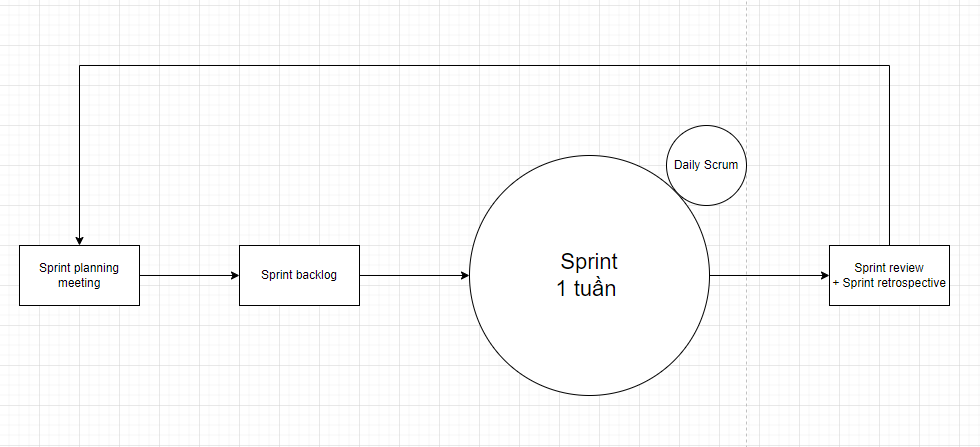 Daily Scrum
Sprint planning
meeting
Sprint backlog
Sprint
1 tuần
Sprint review
+ Sprint retrospective